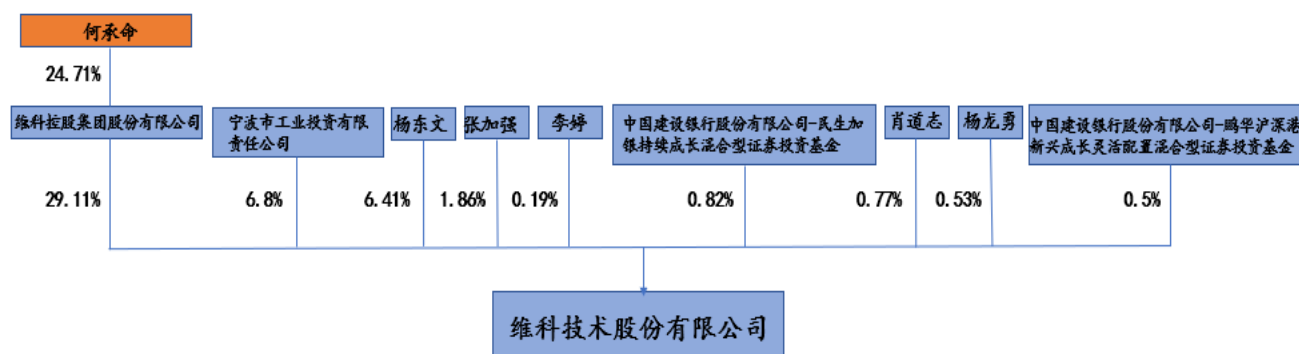 何承命
24.71%
维科控股集团股份有限公司
宁波市工业投资有限
责任公司
杨东文
张加强
李婷
中国建设银行股份有限公司-民生加
银持续成长混合型证券投资基金
肖道志
杨龙勇
中国建设银行股份有限公司-鹏华沪深港
新兴成长灵活配置混合型证券投资基金
29.11%
6.8%
6.41%
1.86%
0.19%
0.82%
0.77%
0.53%
0.5%
维科技术股份有限公司